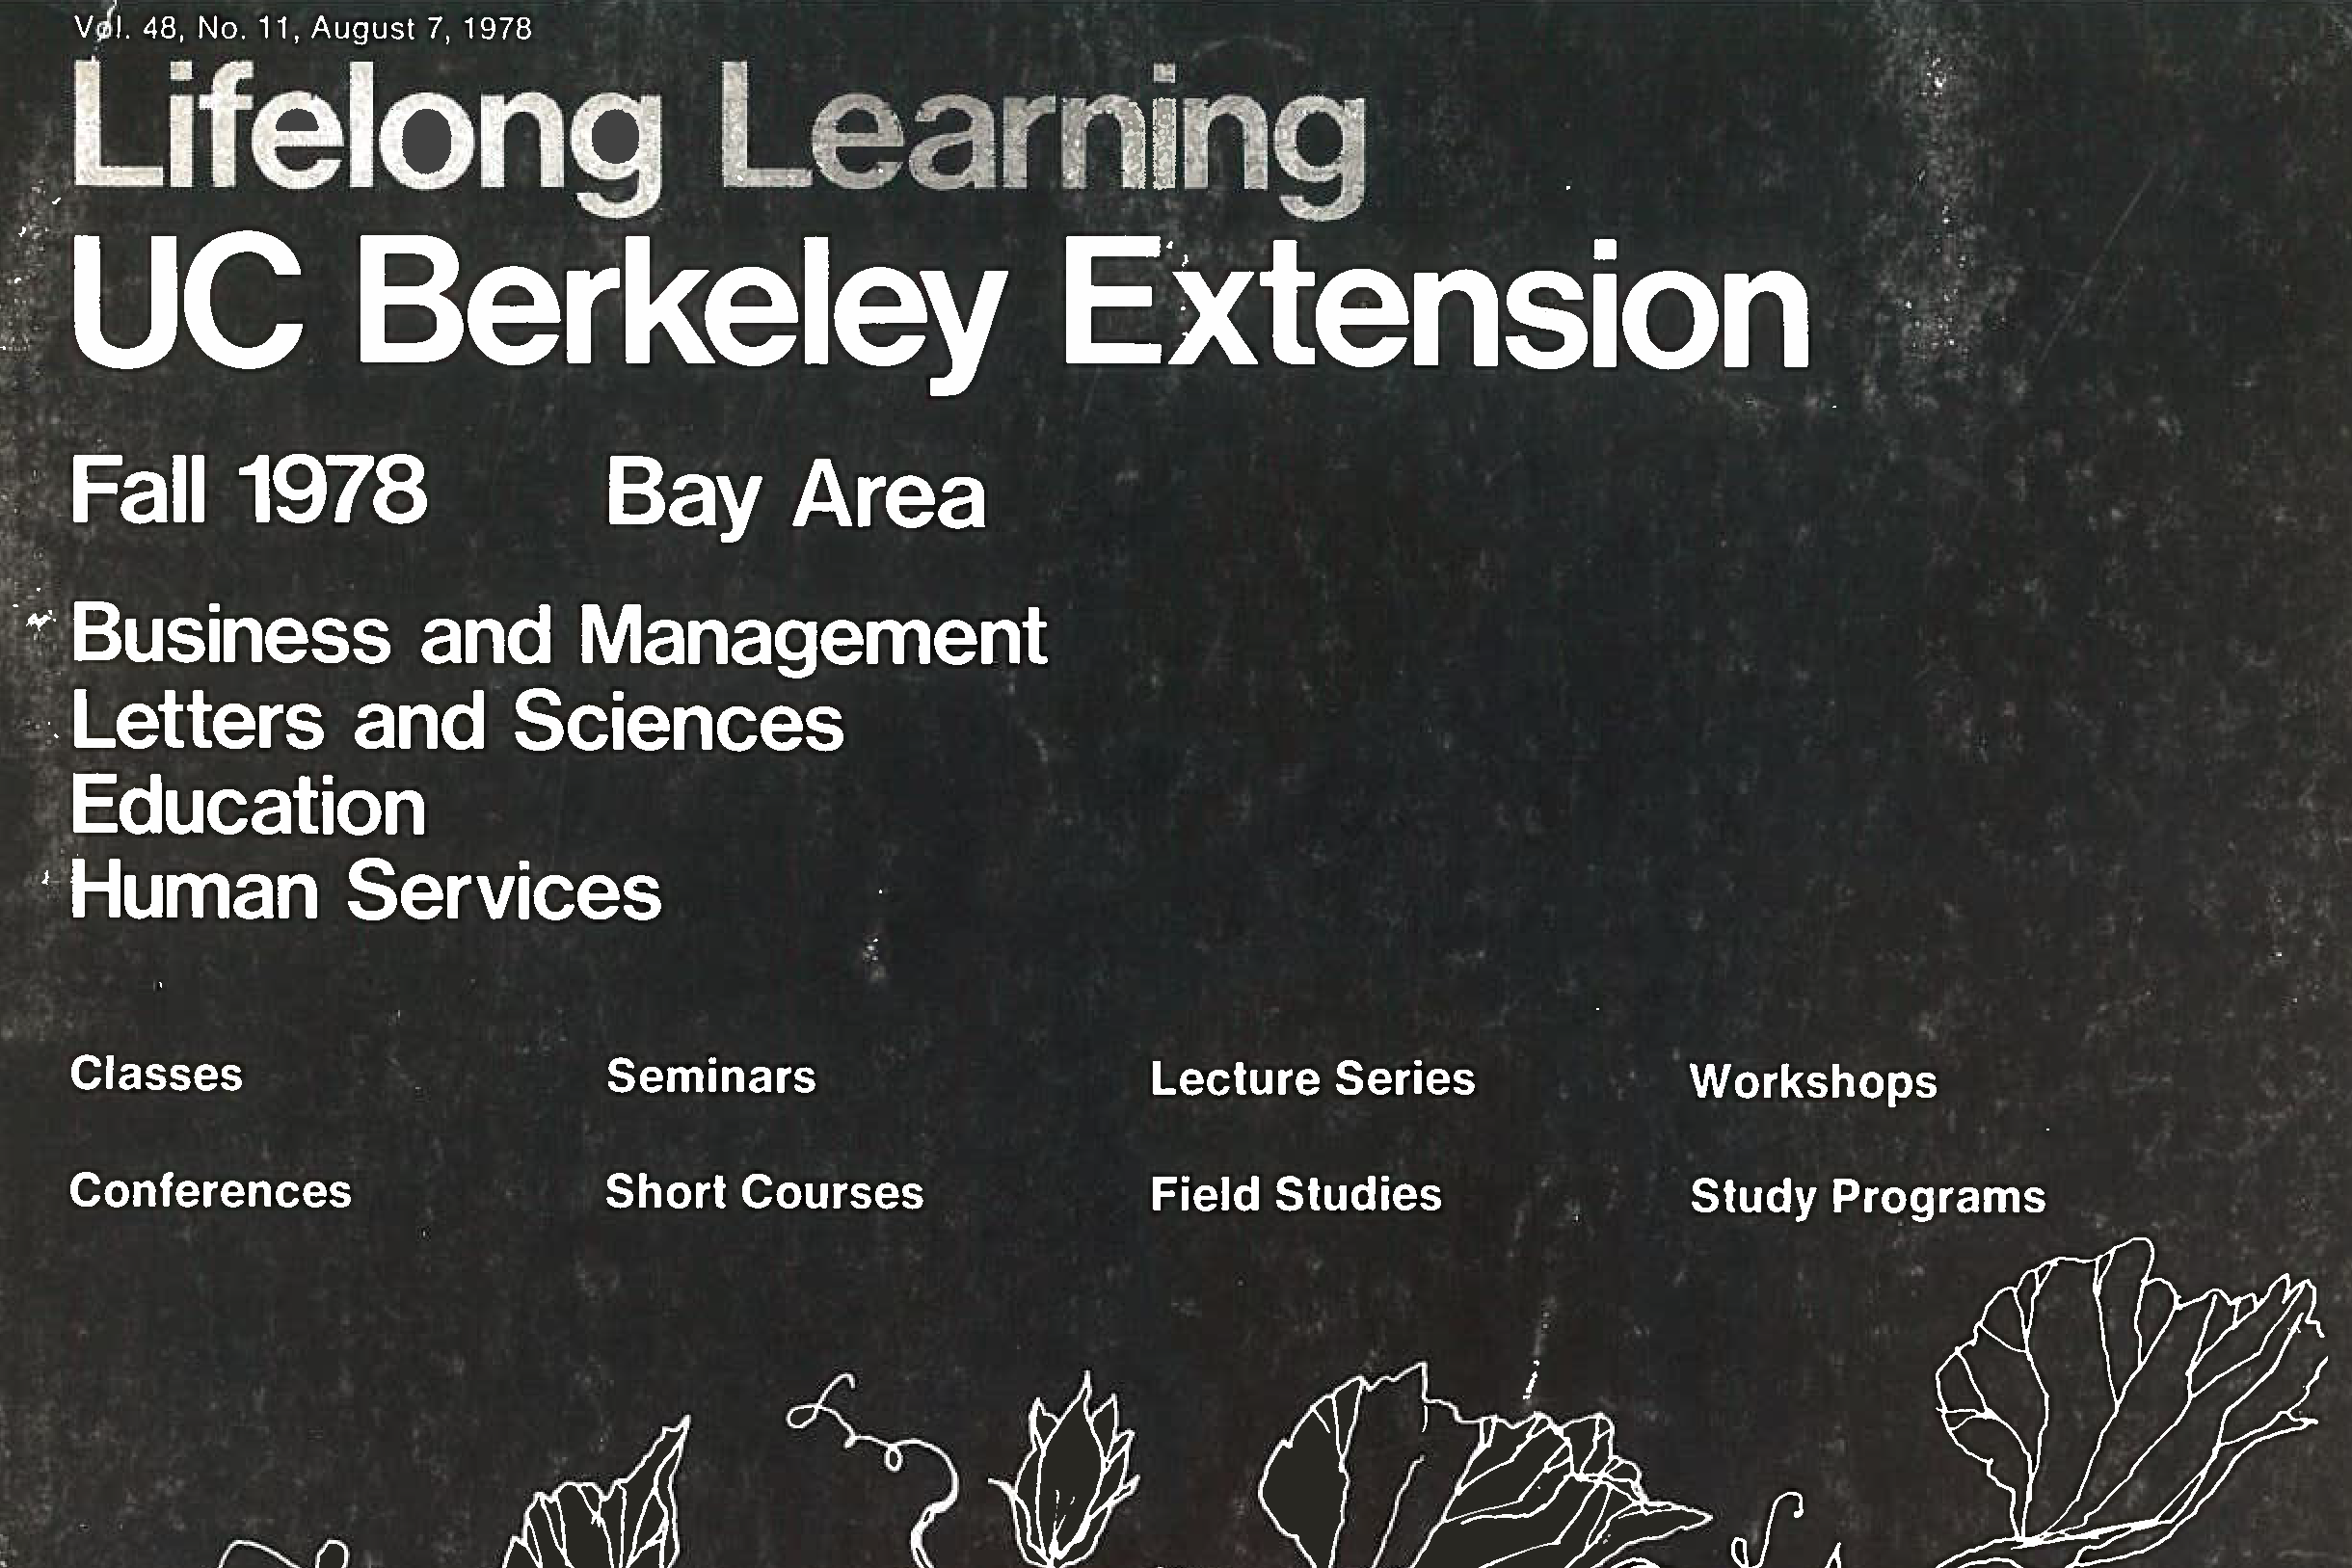 Vol. 48, No. 11, August 7, 1978
Lifelong Learning
UC Berkeley Extension
Fall 1978 Bay Area
Business and Management
Letters and Sciences
Education
Human Services
Classes Seminars Lecture Series Workshops
Conferences Short Courses Field Studies Study Programs